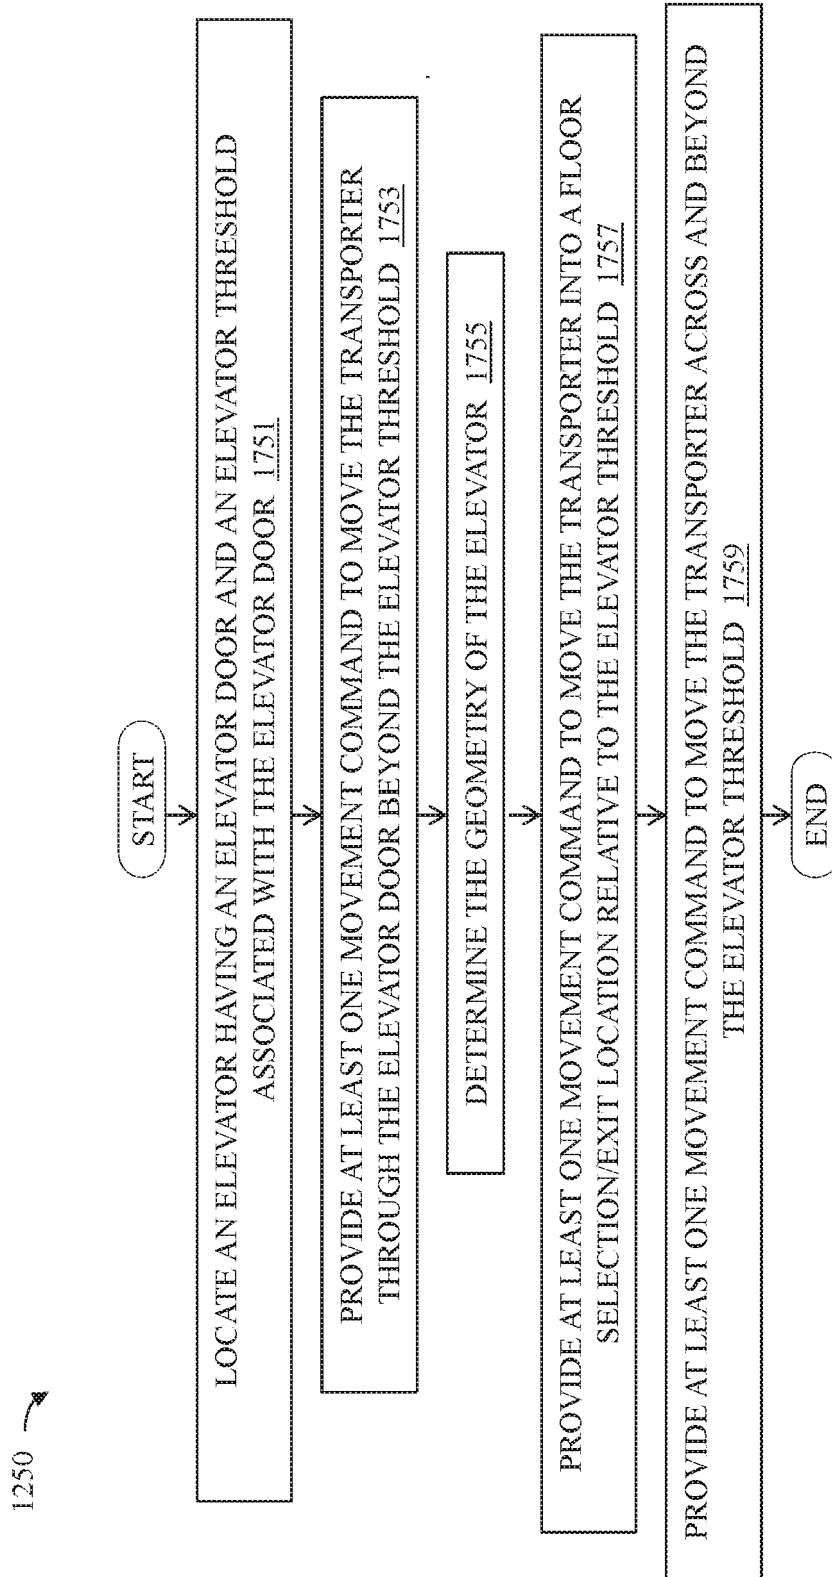 1250
START
LOCATE AN ELEVATOR HAVING AN ELEVATOR DOOR AND AN ELEVATOR THRESHOLD
ASSOCIATED WITH THE ELEVATOR DOOR 1751
PROVIDE AT LEAST ONE MOVEMENT COMMAND TO MOVE THE TRANSPORTER
THROUGH THE ELEVATOR DOOR BEYOND THE ELEVATOR THRESHOLD 1753
DETERMINE THE GEOMETRY OF THE ELEVATOR 1755
PROVIDE AT LEAST ONE MOVEMENT COMMAND TO MOVE THE TRANSPORTER INTO A FLOOR
SELECTION/EXIT LOCATION RELATIVE TO THE ELEVATOR THRESHOLD 1757
PROVIDE AT LEAST ONE MOVEMENT COMMAND TO MOVE THE TRANSPORTER ACROSS AND BEYOND
THE ELEVATOR THRESHOLD 1759
END